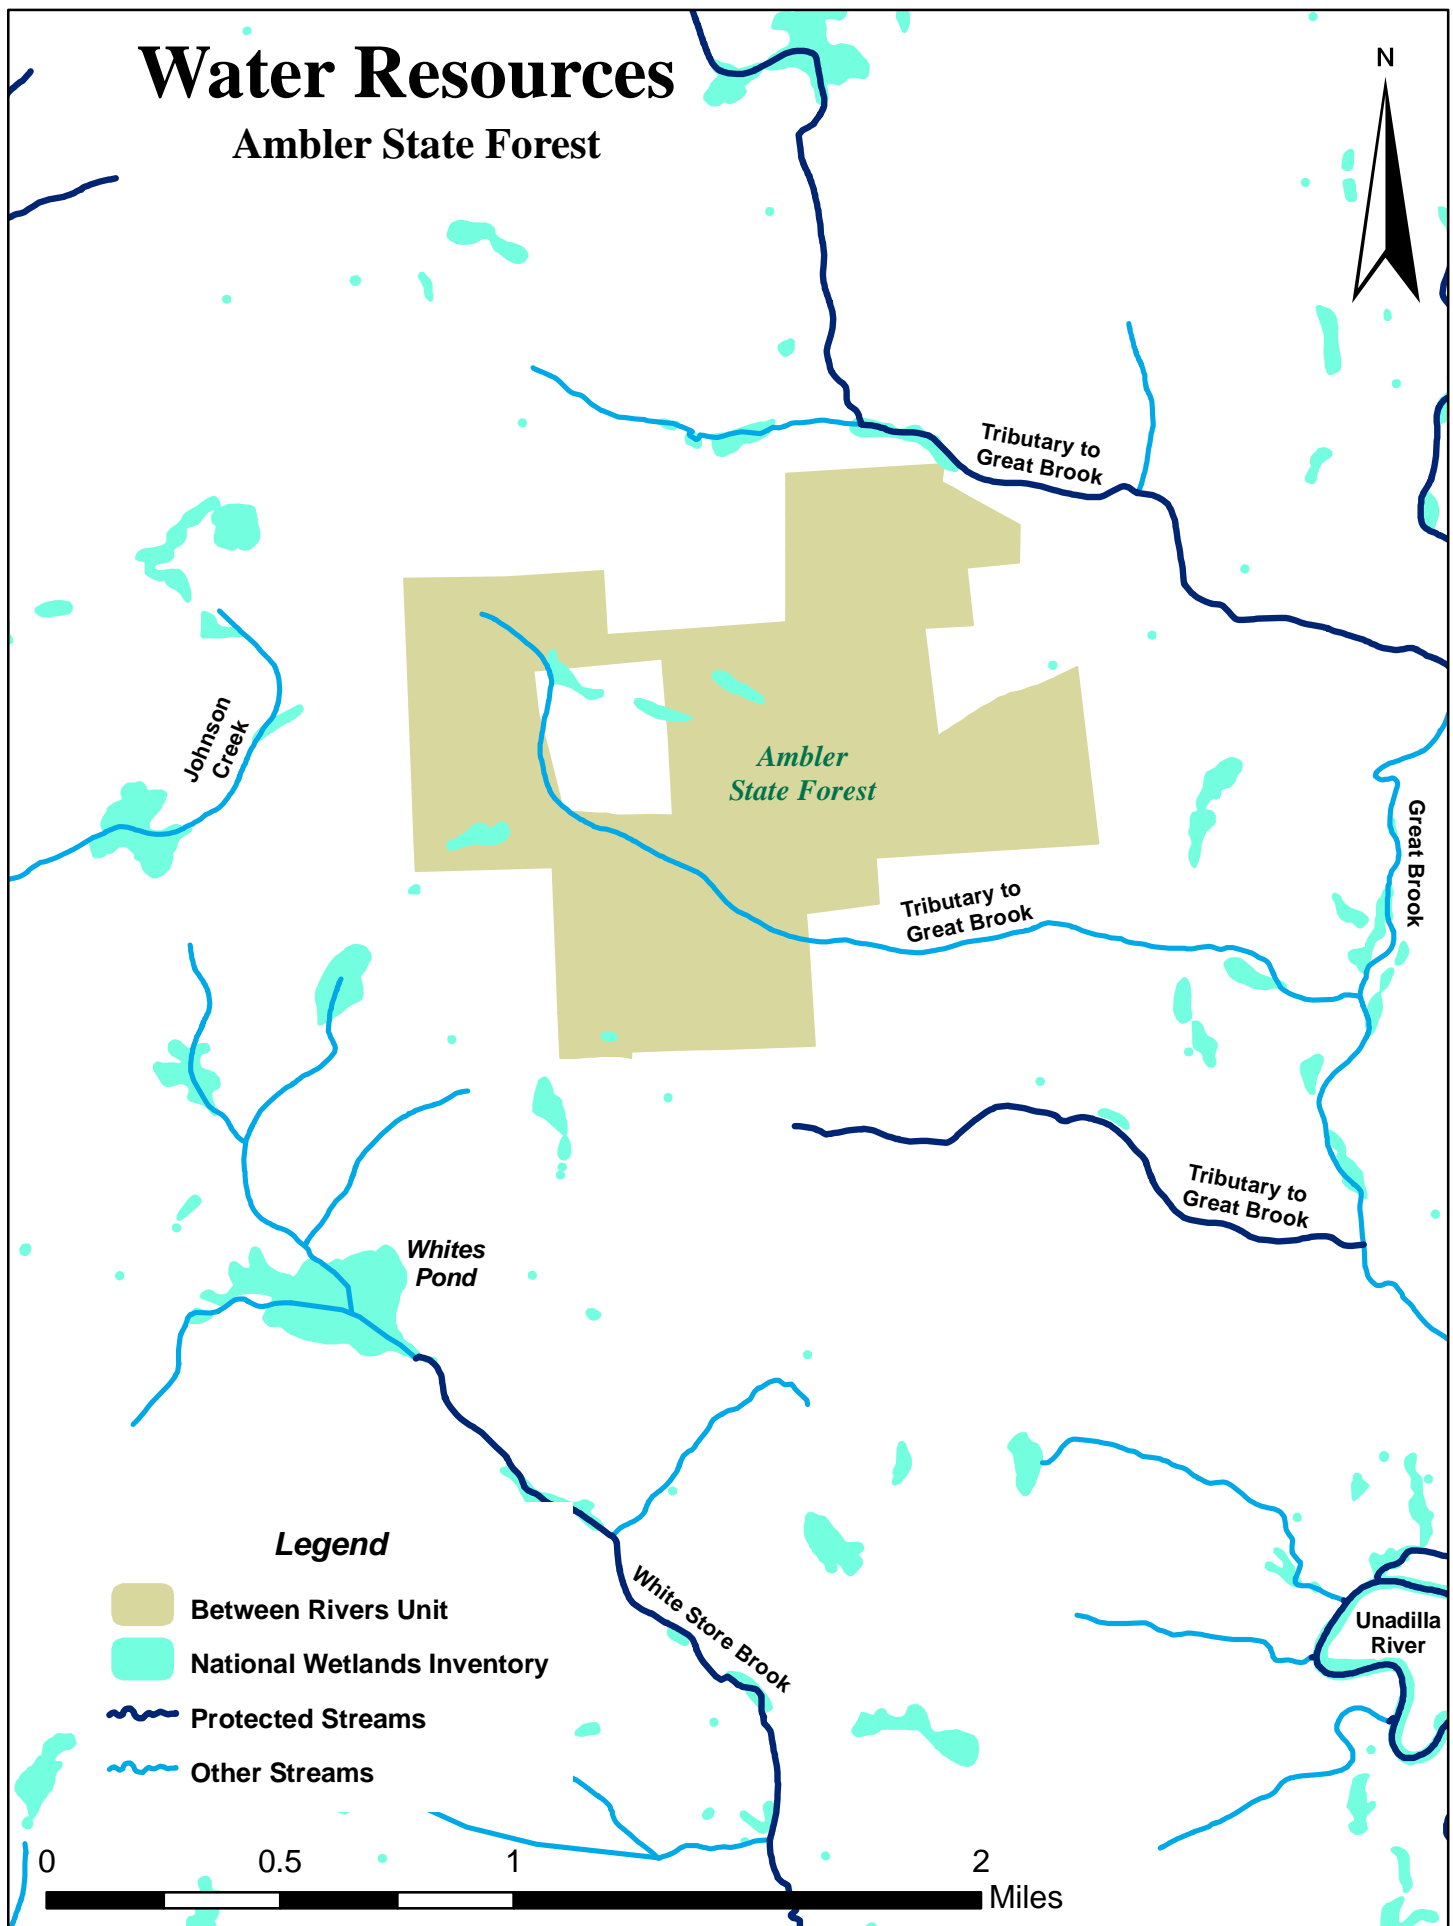 Water Resources
Ambler State Forest
N
Tributary to
Great Brook
Johnson
Creek
Ambler
State Forest
Great Brook
Tributary to
Great Brook
Tributary to
Great Brook
Whites
Pond
White Store Brook
Unadilla
River
Legend
Between Rivers Unit
National Wetlands Inventory
Protected Streams
Other Streams
0 0.5 1 2
Miles